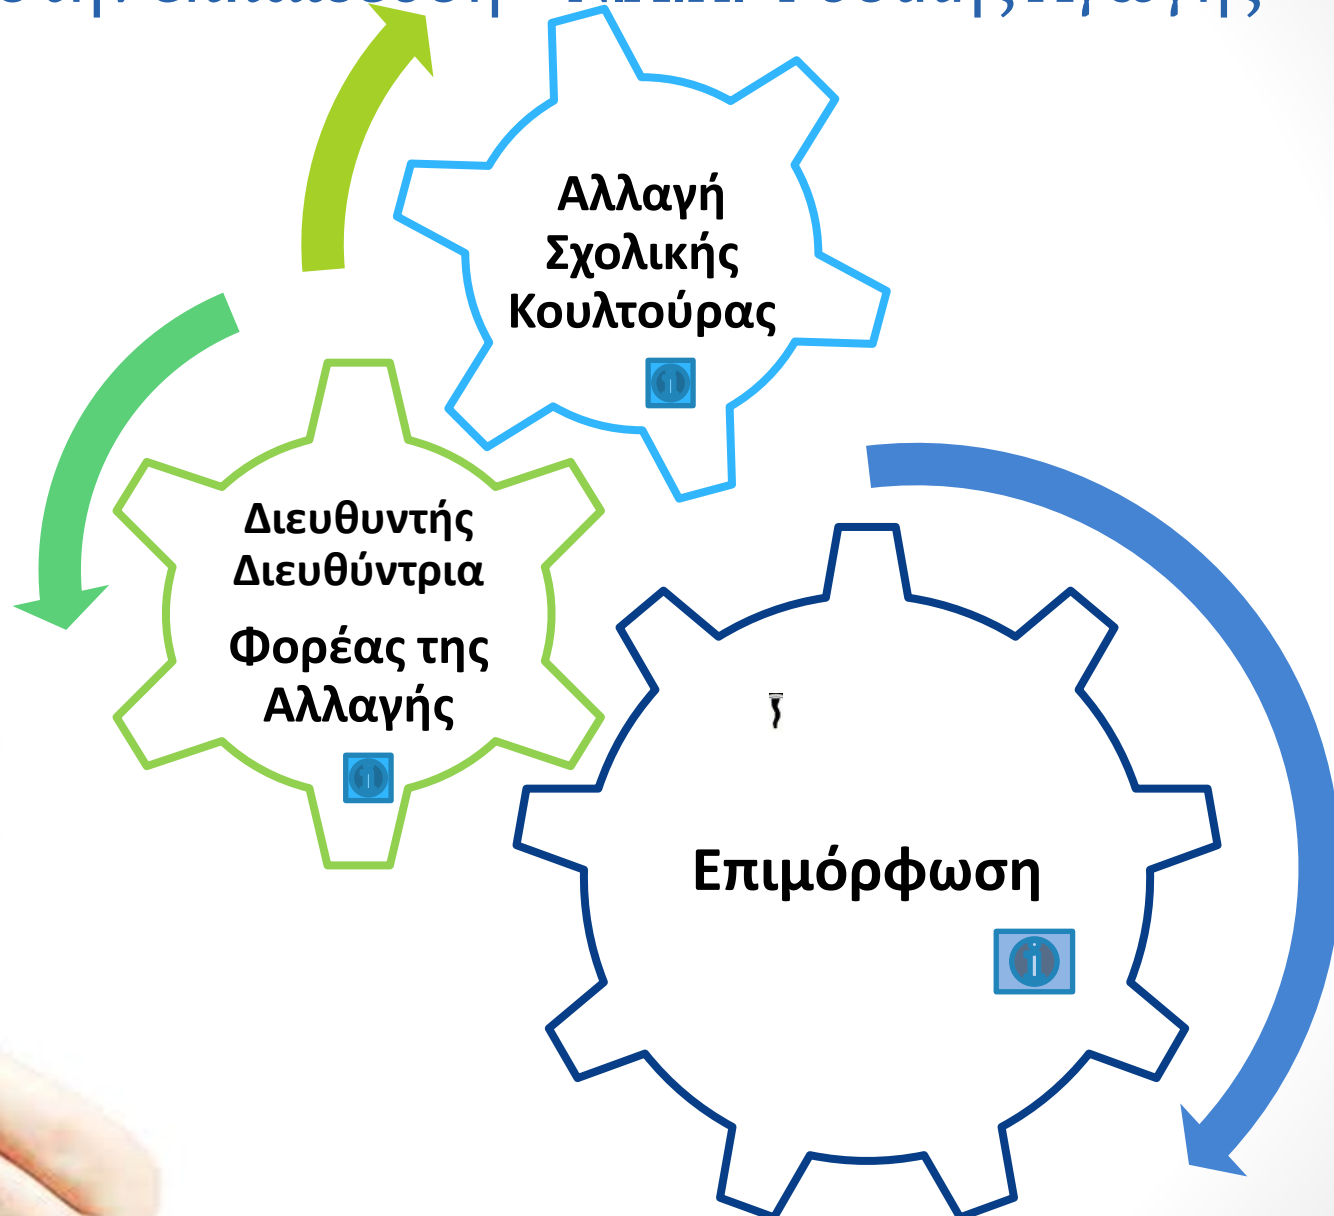 Αλλαγή
Σχολικής
Κουλτούρας
Διευθυντής
Διευθύντρια
Φορέας της
Αλλαγής
Επιμόρφωση